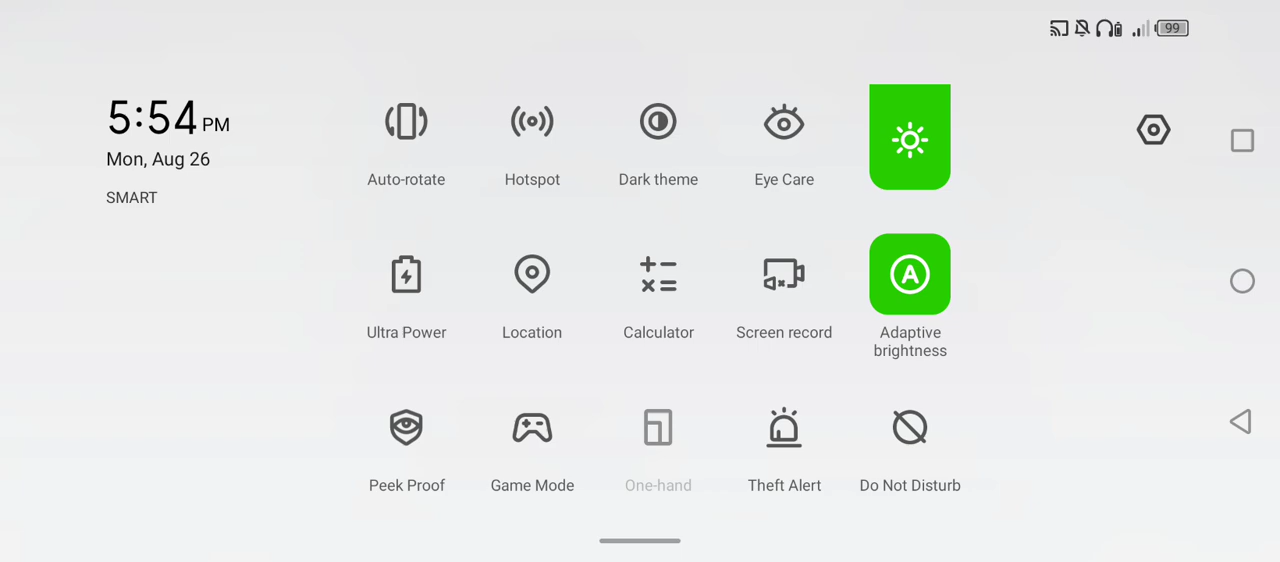 99
5:54 PM
Mon, Aug 26
SMART
Auto-rotate
Hotspot
Dark theme
Eye Care
Ultra Power
Location
Calculator
Screen record
A
Adaptive
brightness
Peek Proof
Game Mode
One-hand
Theft Alert
Do Not Disturb